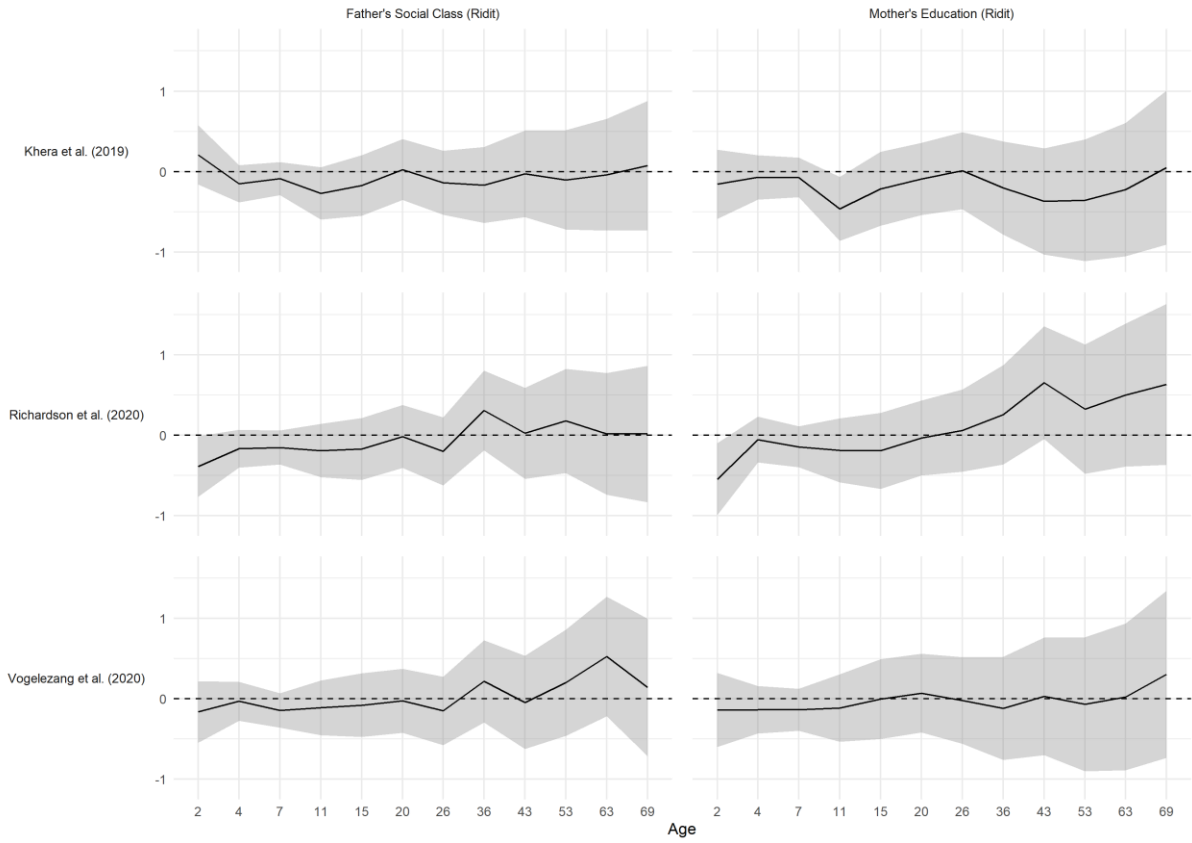 Father's Social Class (Ridit) Mother's Education (Ridit)
1
Khera et al. (2019)
0
-1
1
Richardson et al. (2020)
0
-1
1
Vogelezang et al. (2020)
0
-1
2 4 7 11 15 20 26 36 43 53 63 69 2 4 7 11 15 20 26 36 43 53 63 69
Age